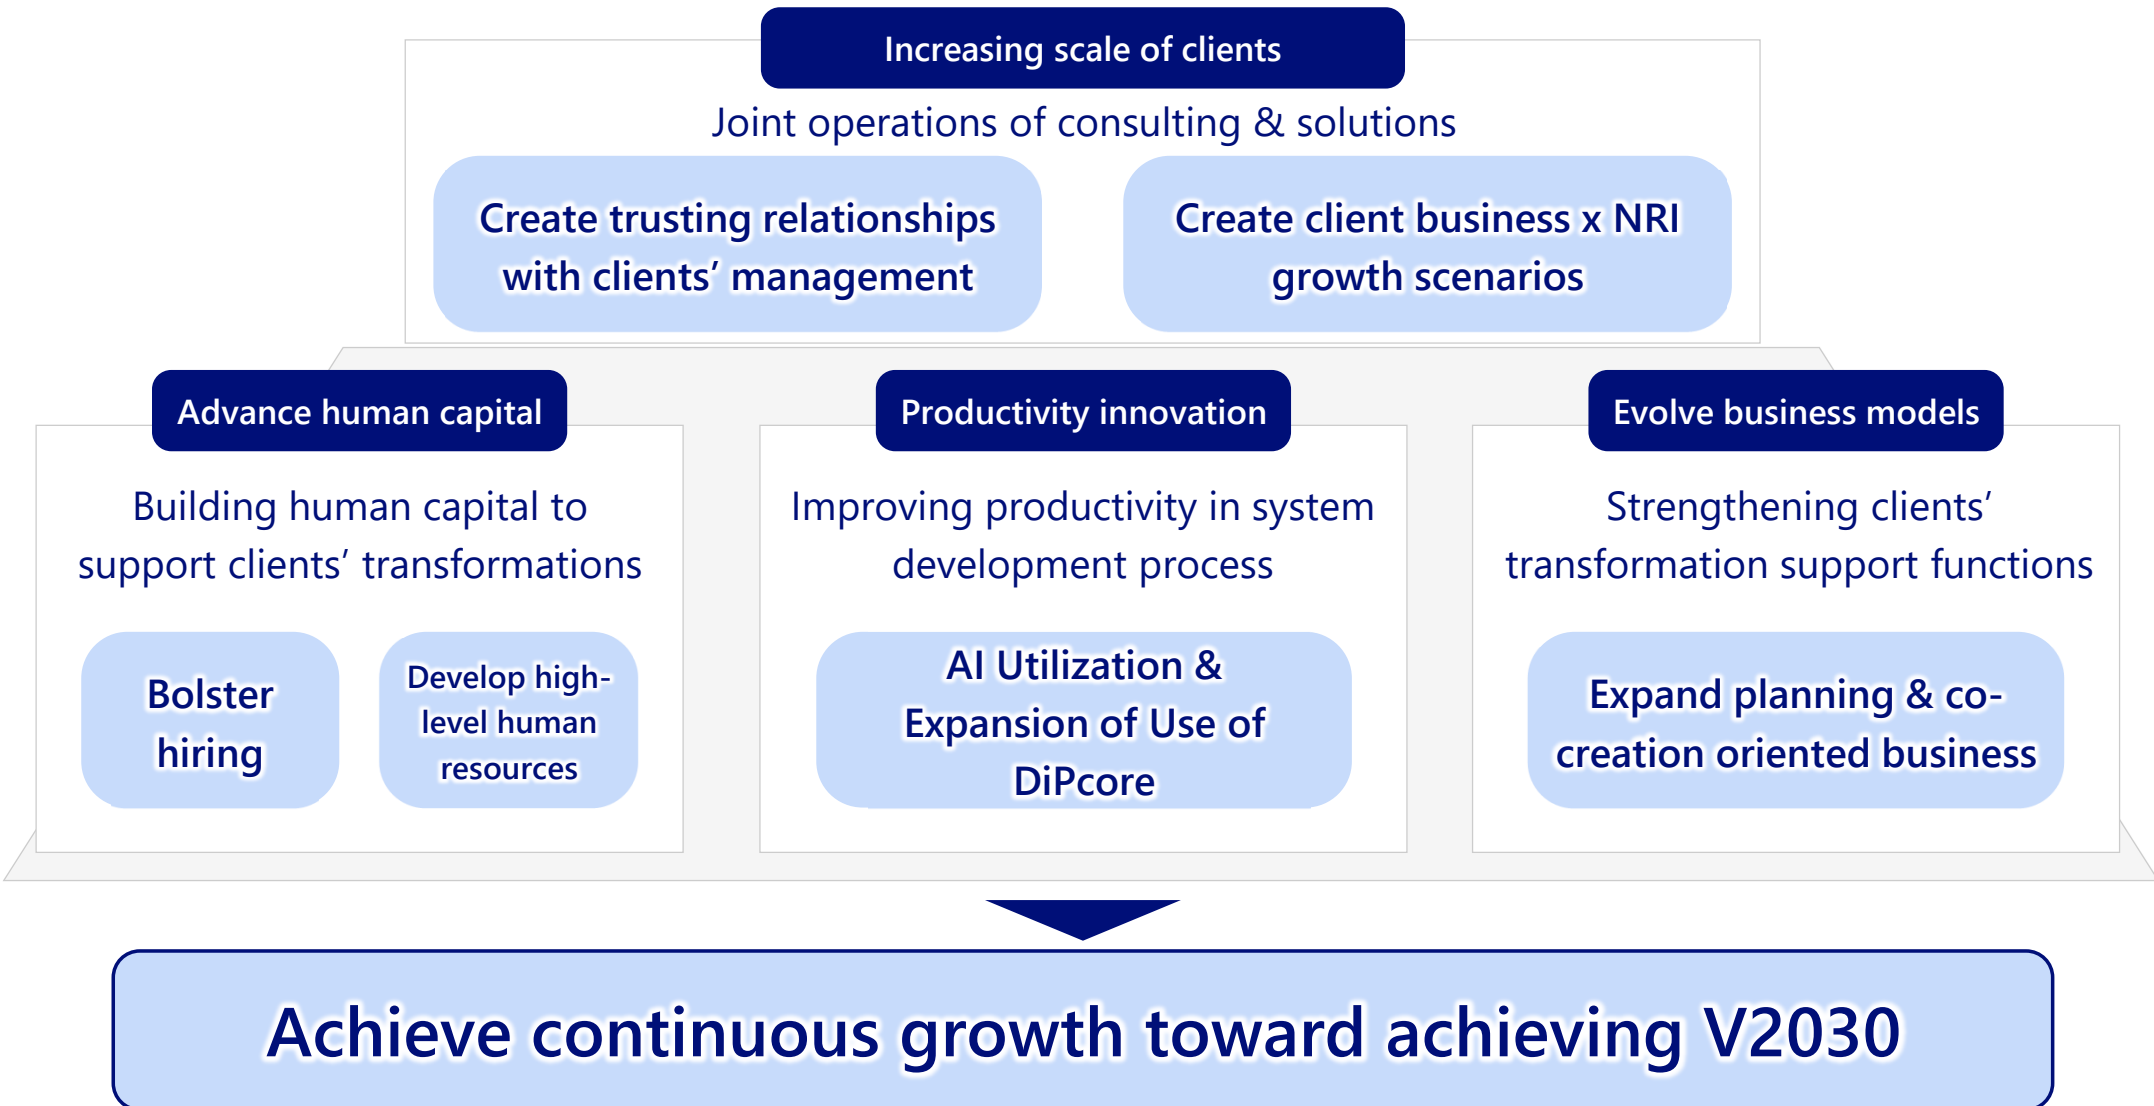 Increasing scale of clients
Joint operations of consulting & solutions
Create trusting relationships
with clients’ management
Create client business x NRI
growth scenarios
Advance human capital
Building human capital to
support clients’ transformations
Bolster
hiring
Develop high-
level human
resources
Productivity innovation
Improving productivity in system
development process
AI Utilization &
Expansion of Use of
DiPcore
Evolve business models
Strengthening clients’
transformation support functions
Expand planning & co-
creation oriented business
Achieve continuous growth toward achieving V2030